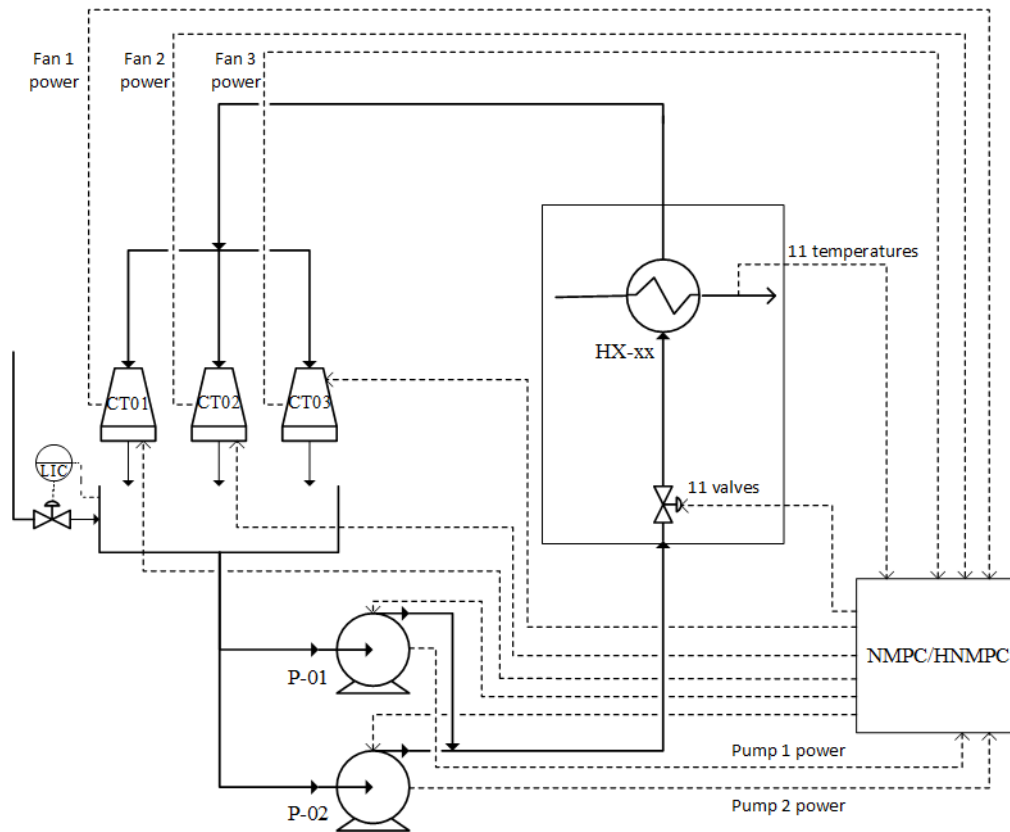 Fan 1
power
Fan 2
power
Fan 3
power
11 temperatures
HX-xx
CT01
CT02
CT03
LIC
11 valves
NMPC/HNMPC
P-01
Pump 1 power
P-02
Pump 2 power